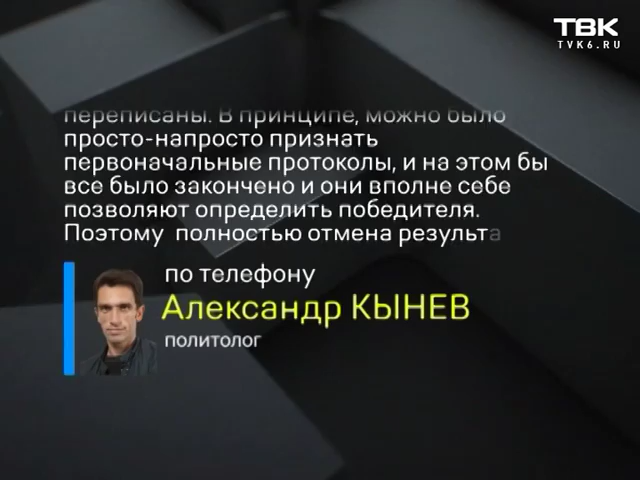 ТВК
TVK6.RU
переписаны. В принципе, можно было
просто-напросто признать
первоначальные протоколы, и на этом бы
все было закончено и они вполне себе
позволяют определить победителя.
Поэтому полностью отмена результа
по телефону
Александр КЫНЕВ
политолог